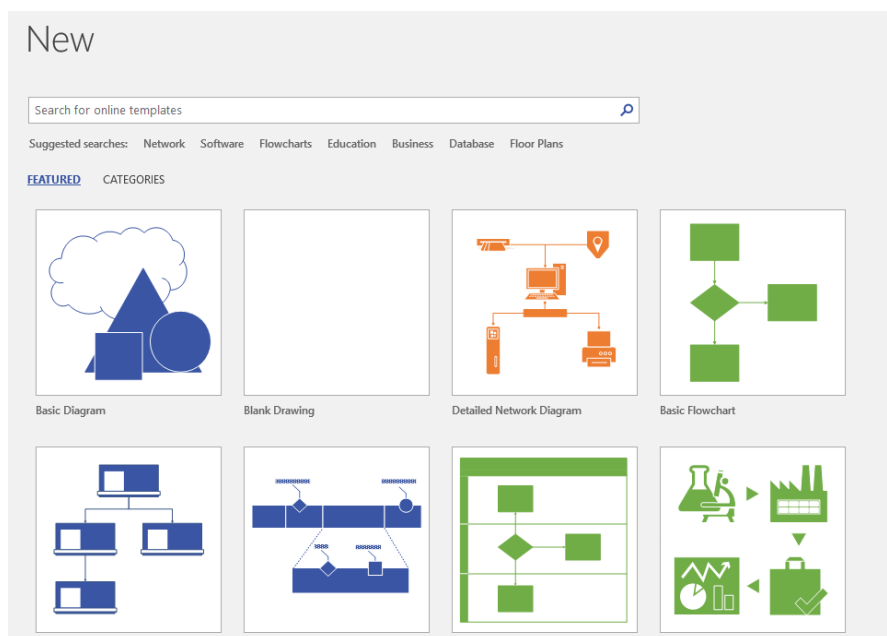 New
Search for online templates
Suggested searches: Network Software Flowcharts Education Business Database Floor Plans
FEATURED CATEGORIES
Basic Diagram Blank Drawing Detailed Network Diagram Basic Flowchart